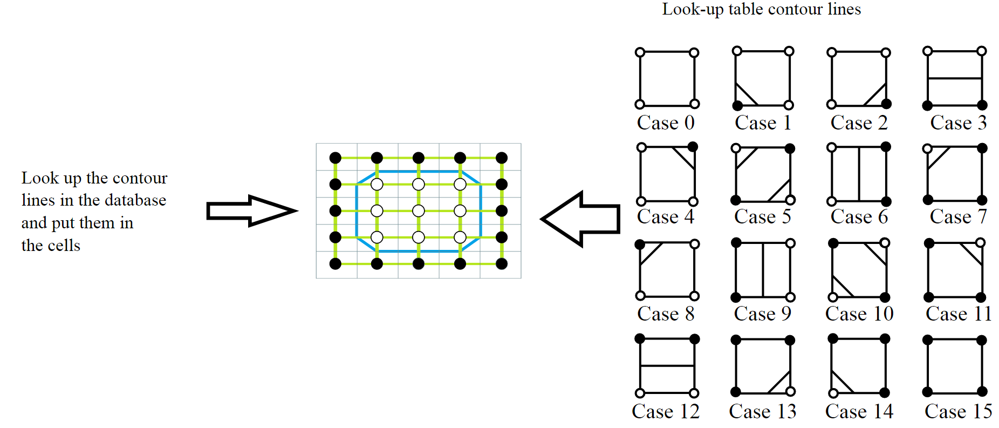 Look-up table contour lines
Look up the contour
lines in the database
and put them in
the cells
Case 0
Case 1
Case 2
Case 3
Case 4
Case 5
Case 6
Case 7
Case 8
Case 9
Case 10
Case 11
Case 12
Case 13
Case 14
Case 15